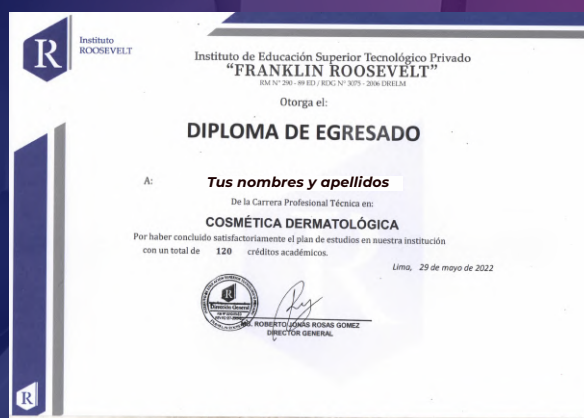 R
Instituto
ROOSEVELT
Instituto de Educación Superior Tecnológico Privado
"FRANKLIN ROOSEVELT"
RM N° 290 - 89 ED / RDG N° 3075 - 2006 DRELM
Otorga el:
DIPLOMA DE EGRESADO
A: Tus nombres y apellidos
De la Carrera Profesional Técnica en:
COSMÉTICA DERMATOLÓGICA
Por haber concluido satisfactoriamente el plan de estudios en nuestra institución
con un total de 120 créditos académicos.
Lima, 29 de mayo de 2022
R
Dirección General
ROBERTO JONÁS ROSAS GOMEZ
DIRECTOR GENERAL
R